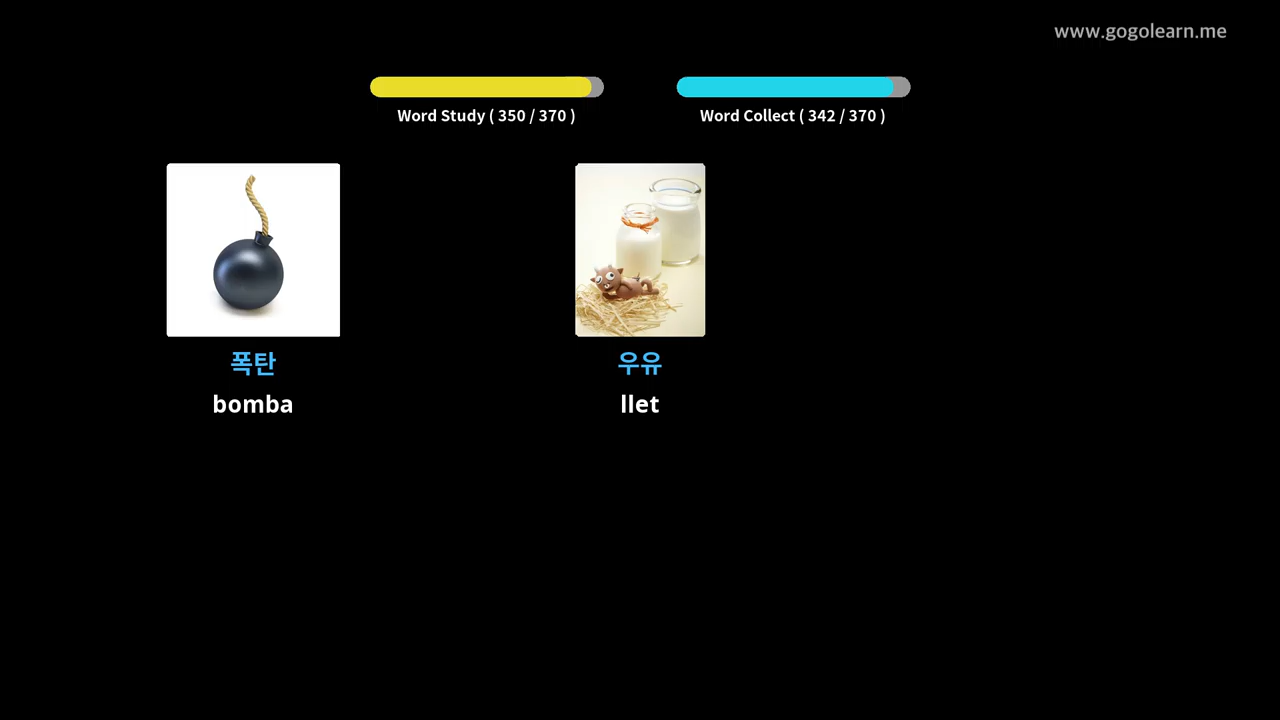 www.gogolearn.me
Word Study ( 350 / 370 )
Word Collect ( 342 / 370 )
폭탄
bomba
우유
llet